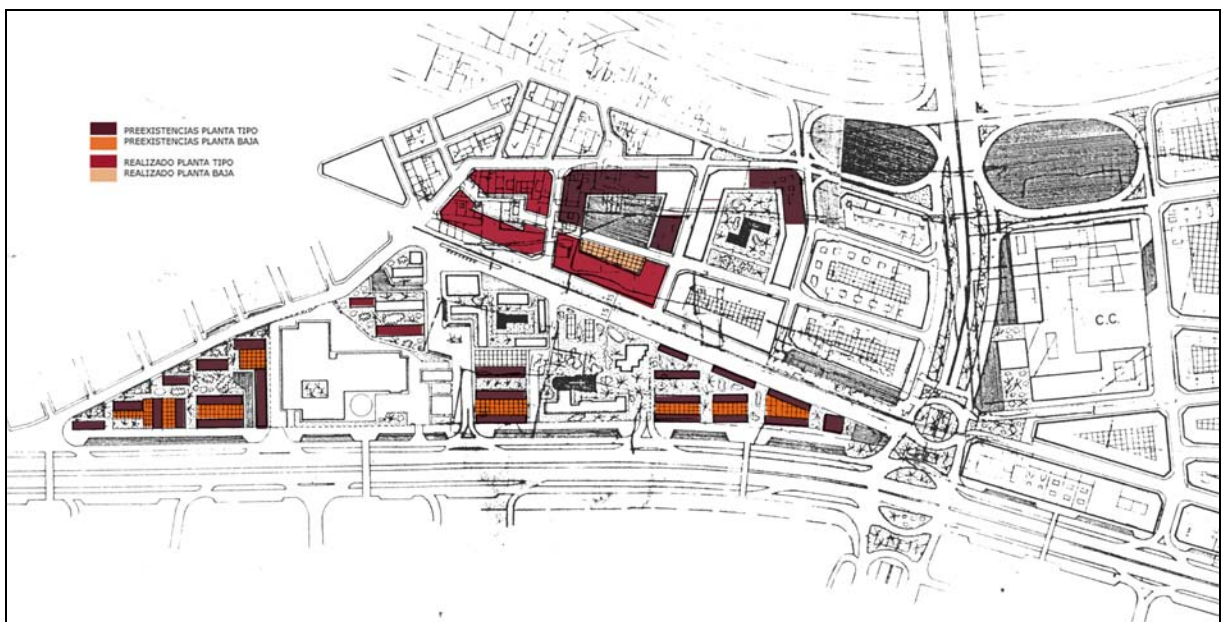 PREEXISTENCIAS PLANTA TIPO
PREEXISTENCIAS PLANTA BAJA
REALIZADO PLANTA TIPO
REALIZADO PLANTA BAJA
C.C.